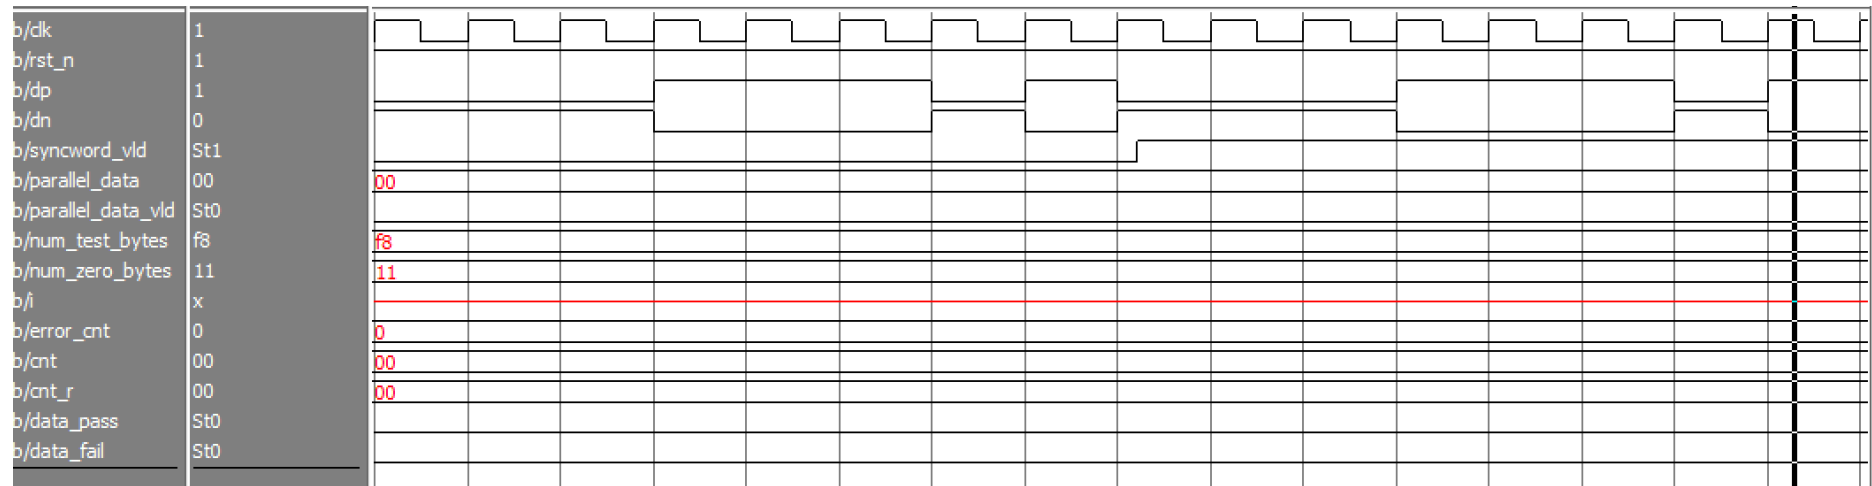 b/clk 1
b/rst_n 1
b/dp 1
b/dn 0
b/syncword_vld St1
b/parallel_data 00 00
b/parallel_data_vld St0
b/num_test_bytes f8 f8
b/num_zero_bytes 11 11
b/i x
b/error_cnt 0 0
b/cnt 00 00
b/cnt_r 00 00
b/data_pass St0
b/data_fail St0